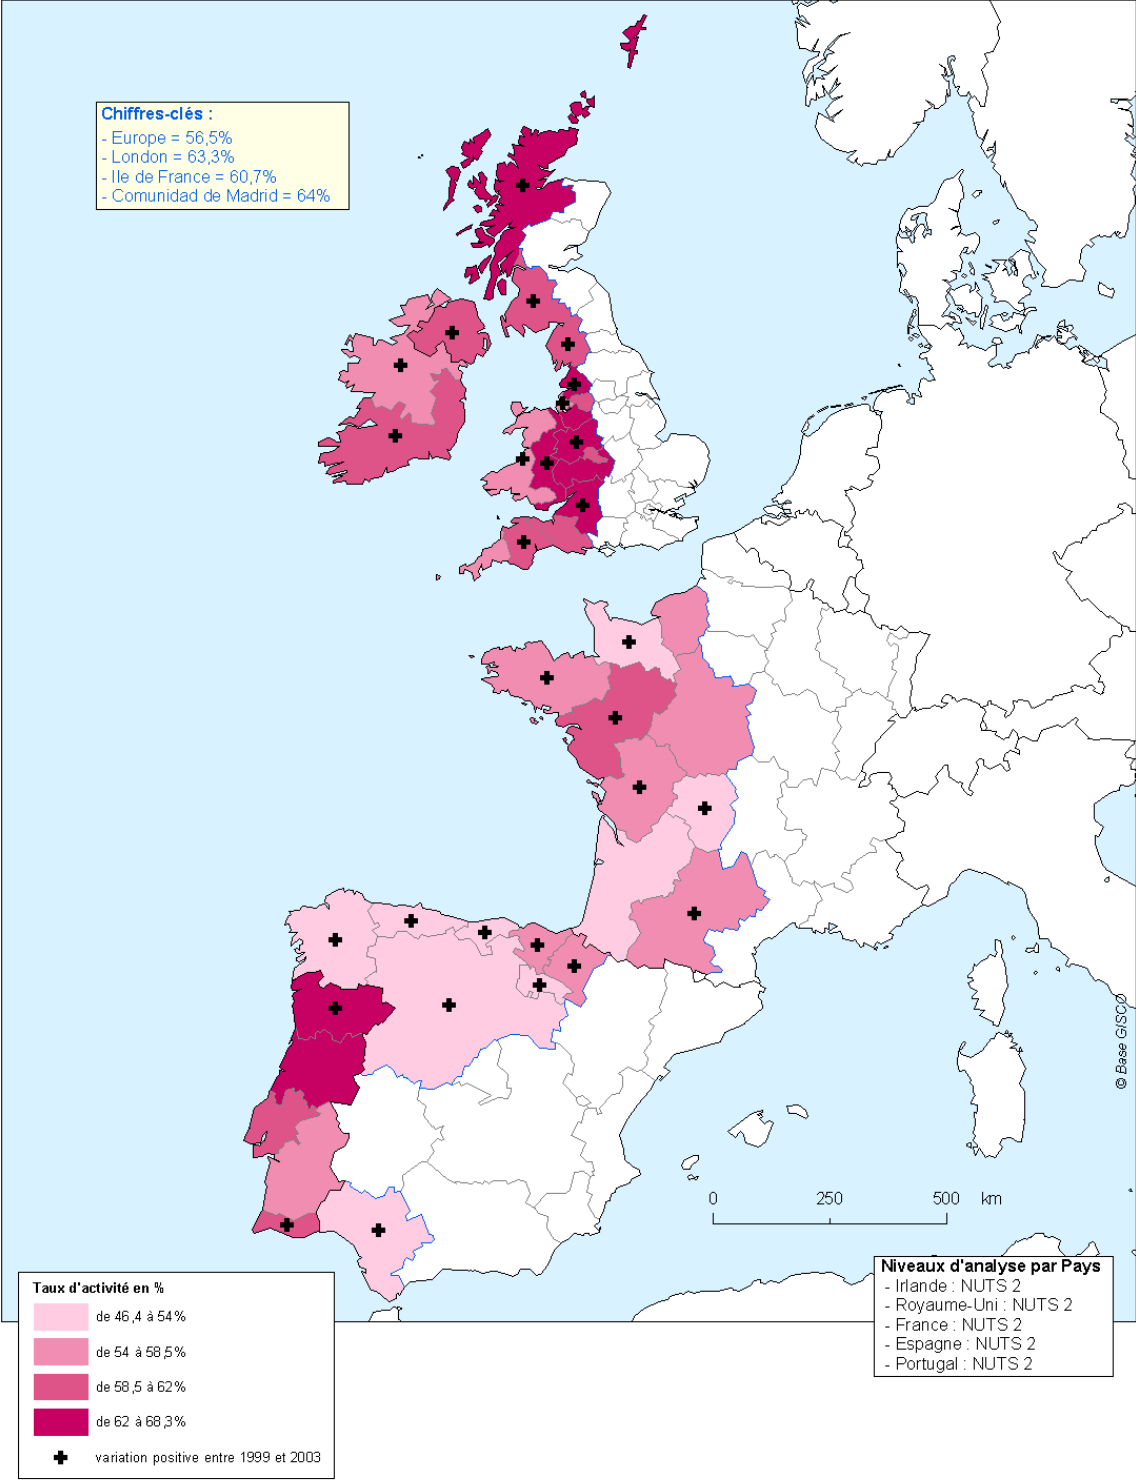 Chiffres-clés :
- Europe = 56,5%
- London = 63,3%
- Ile de France = 60,7%
- Comunidad de Madrid = 64%
© Base GISCO
0 250 500 km
Niveaux d'analyse par Pays
- Irlande : NUTS 2
- Royaume-Uni : NUTS 2
- France : NUTS 2
- Espagne : NUTS 2
- Portugal : NUTS 2
Taux d'activité en %
de 46,4 à 54%
de 54 à 58,5%
de 58,5 à 62%
de 62 à 68,3%
variation positive entre 1999 et 2003